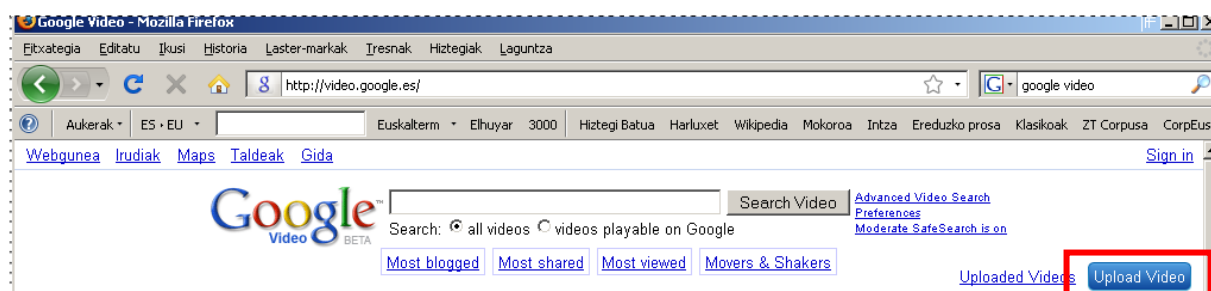 Google Video - Mozilla Firefox
Fitxategia Editatu Ikusi Historia Laster-markak Tresnak Hiztegiak Laguntza
http://video.google.es/ google video
Aukerak ES › EU Euskalterm Elhuyar 3000 Hiztegi Batua Harluxet Wikipedia Mokoroa Intza Ereduzko prosa Klasikoak ZT Corpusa CorpEus
Webgunea Irudiak Maps Taldeak Gida Sign in
Google™ Video BETA
Search Video
Advanced Video Search
Preferences
Moderate SafeSearch is on
Search: all videos videos playable on Google
Most blogged Most shared Most viewed Movers & Shakers
Uploaded Videos Upload Video